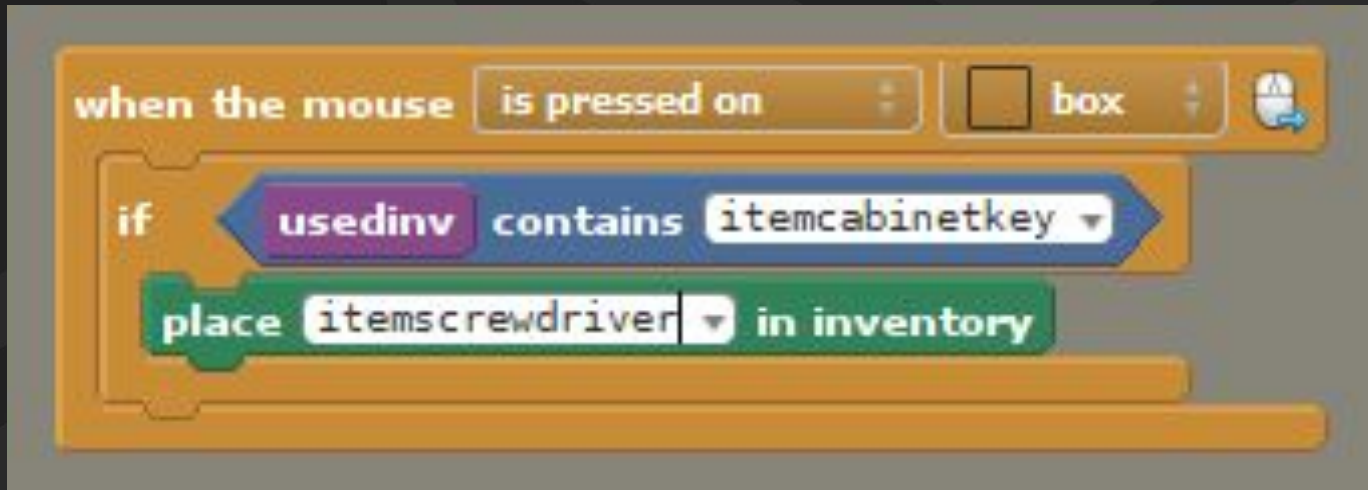 when the mouse is pressed on box
if usedinv contains itemcabinetkey
place itemscrewdriver in inventory